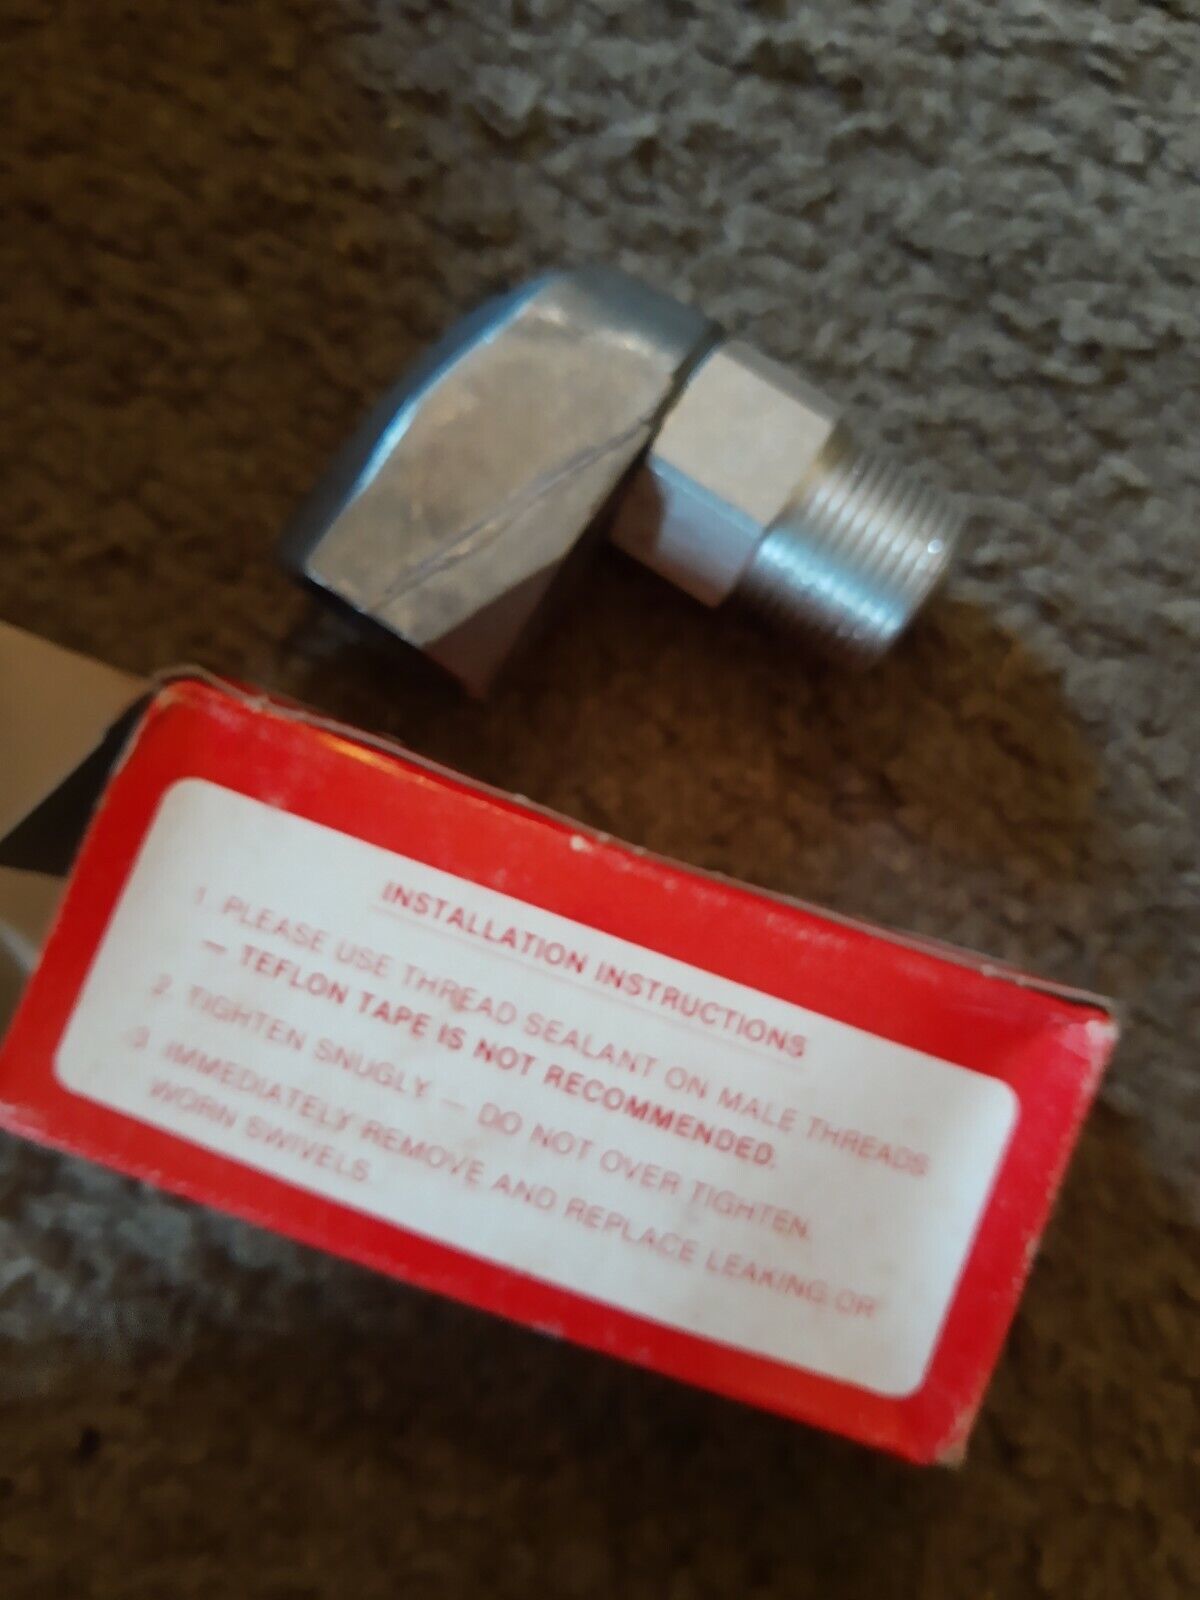 INSTALLATION INSTRUCTIONS
1. PLEASE USE THREAD SEALANT ON MALE THREADS
— TEFLON TAPE IS NOT RECOMMENDED.
2. TIGHTEN SNUGLY — DO NOT OVER TIGHTEN.
3. IMMEDIATELY REMOVE AND REPLACE LEAKING OR
WORN SWIVELS.